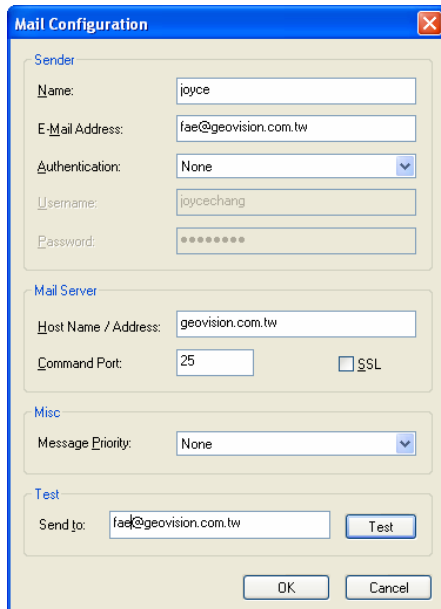 Mail Configuration
Sender
Name: joyce
E-Mail Address: fae@geovision.com.tw
Authentication: None
Username: joycechang
Password: ●●●●●●●●
Mail Server
Host Name / Address: geovision.com.tw
Command Port: 25 SSL
Misc
Message Priority: None
Test
Send to: fae@geovision.com.tw Test
OK Cancel